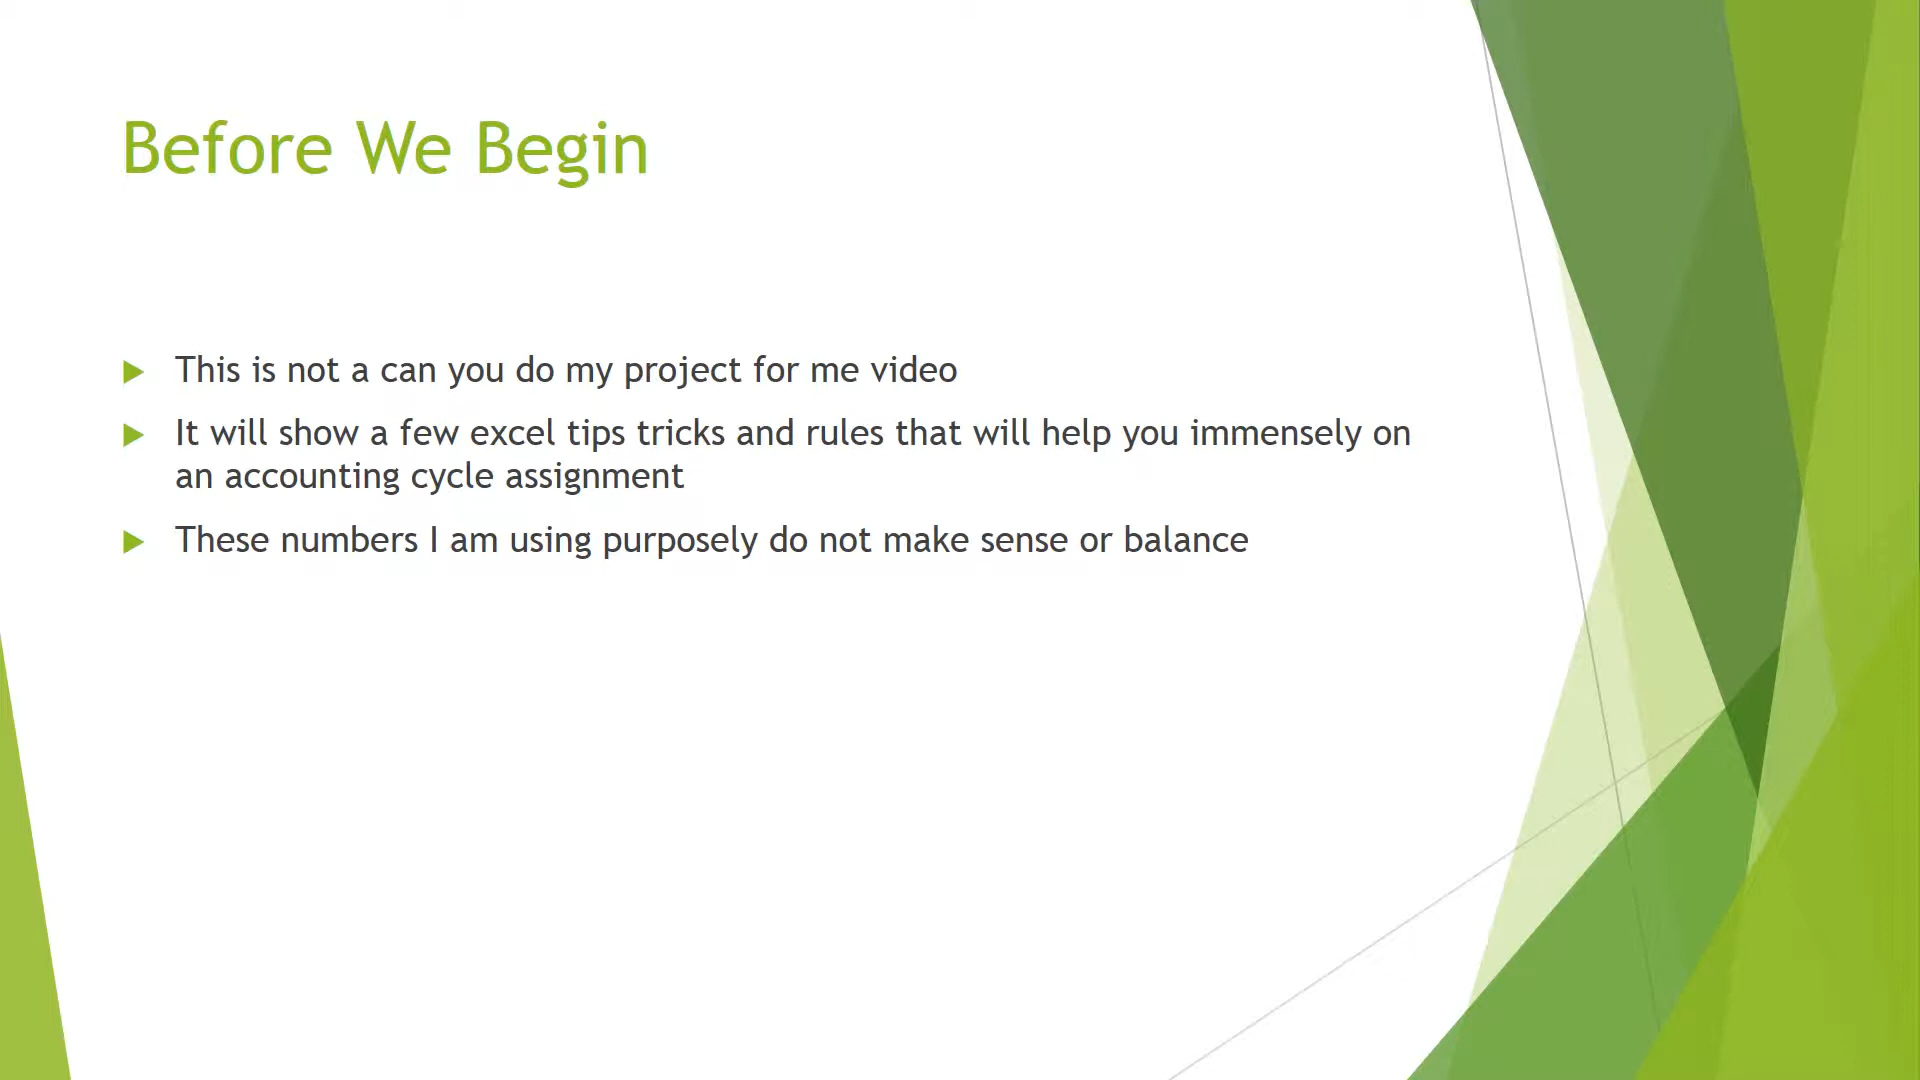 Before We Begin
This is not a can you do my project for me video
It will show a few excel tips tricks and rules that will help you immensely on
an accounting cycle assignment
These numbers I am using purposely do not make sense or balance